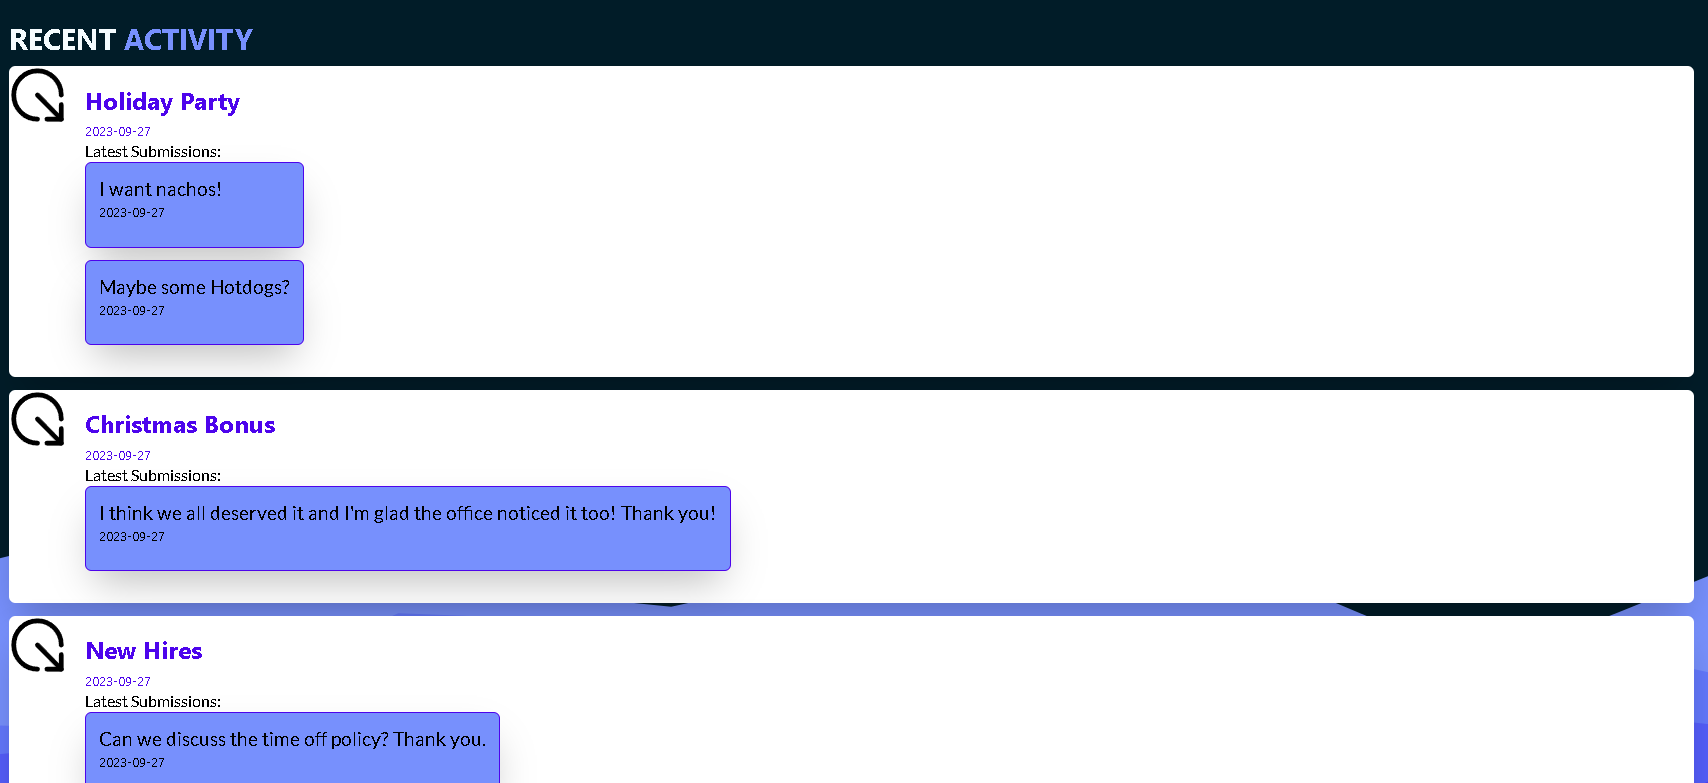 RECENT ACTIVITY
Holiday Party
2023-09-27
Latest Submissions:
I want nachos!
2023-09-27
Maybe some Hotdogs?
2023-09-27
Christmas Bonus
2023-09-27
Latest Submissions:
I think we all deserved it and I'm glad the office noticed it too! Thank you!
2023-09-27
New Hires
2023-09-27
Latest Submissions:
Can we discuss the time off policy? Thank you.
2023-09-27